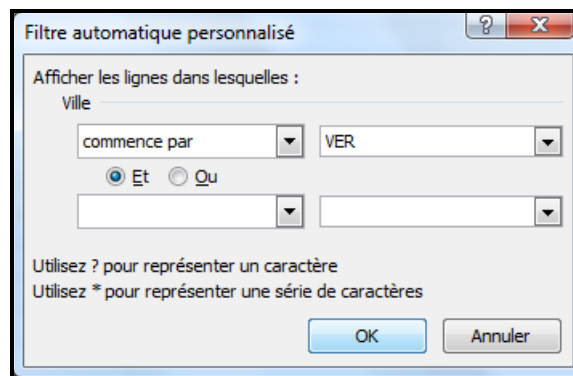 Filtre automatique personnalisé
Afficher les lignes dans lesquelles :
Ville
commence par VER
Et Ou
Utilisez ? pour représenter un caractère
Utilisez * pour représenter une série de caractères
OK Annuler